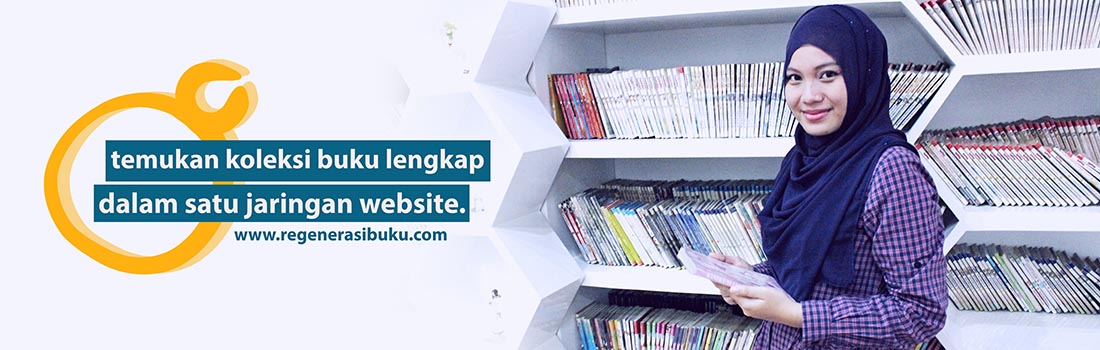 temukan koleksi buku lengkap
dalam satu jaringan website.
www.regenerasibuku.com